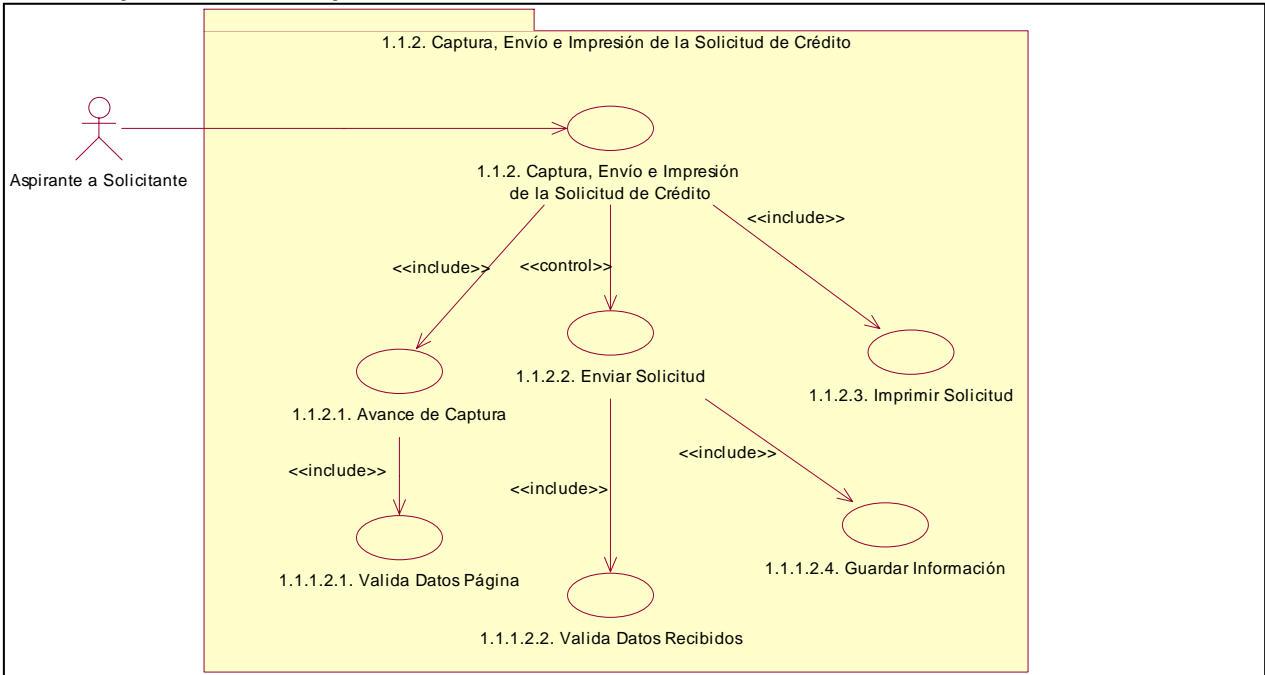 1.1.2. Captura, Envío e Impresión de la Solicitud de Crédito
Aspirante a Solicitante
1.1.2. Captura, Envío e Impresión
de la Solicitud de Crédito
<<include>>
<<include>>
<<control>>
1.1.2.1. Avance de Captura
1.1.2.2. Enviar Solicitud
1.1.2.3. Imprimir Solicitud
<<include>>
<<include>>
<<include>>
1.1.1.2.1. Valida Datos Página
1.1.1.2.4. Guardar Información
1.1.1.2.2. Valida Datos Recibidos